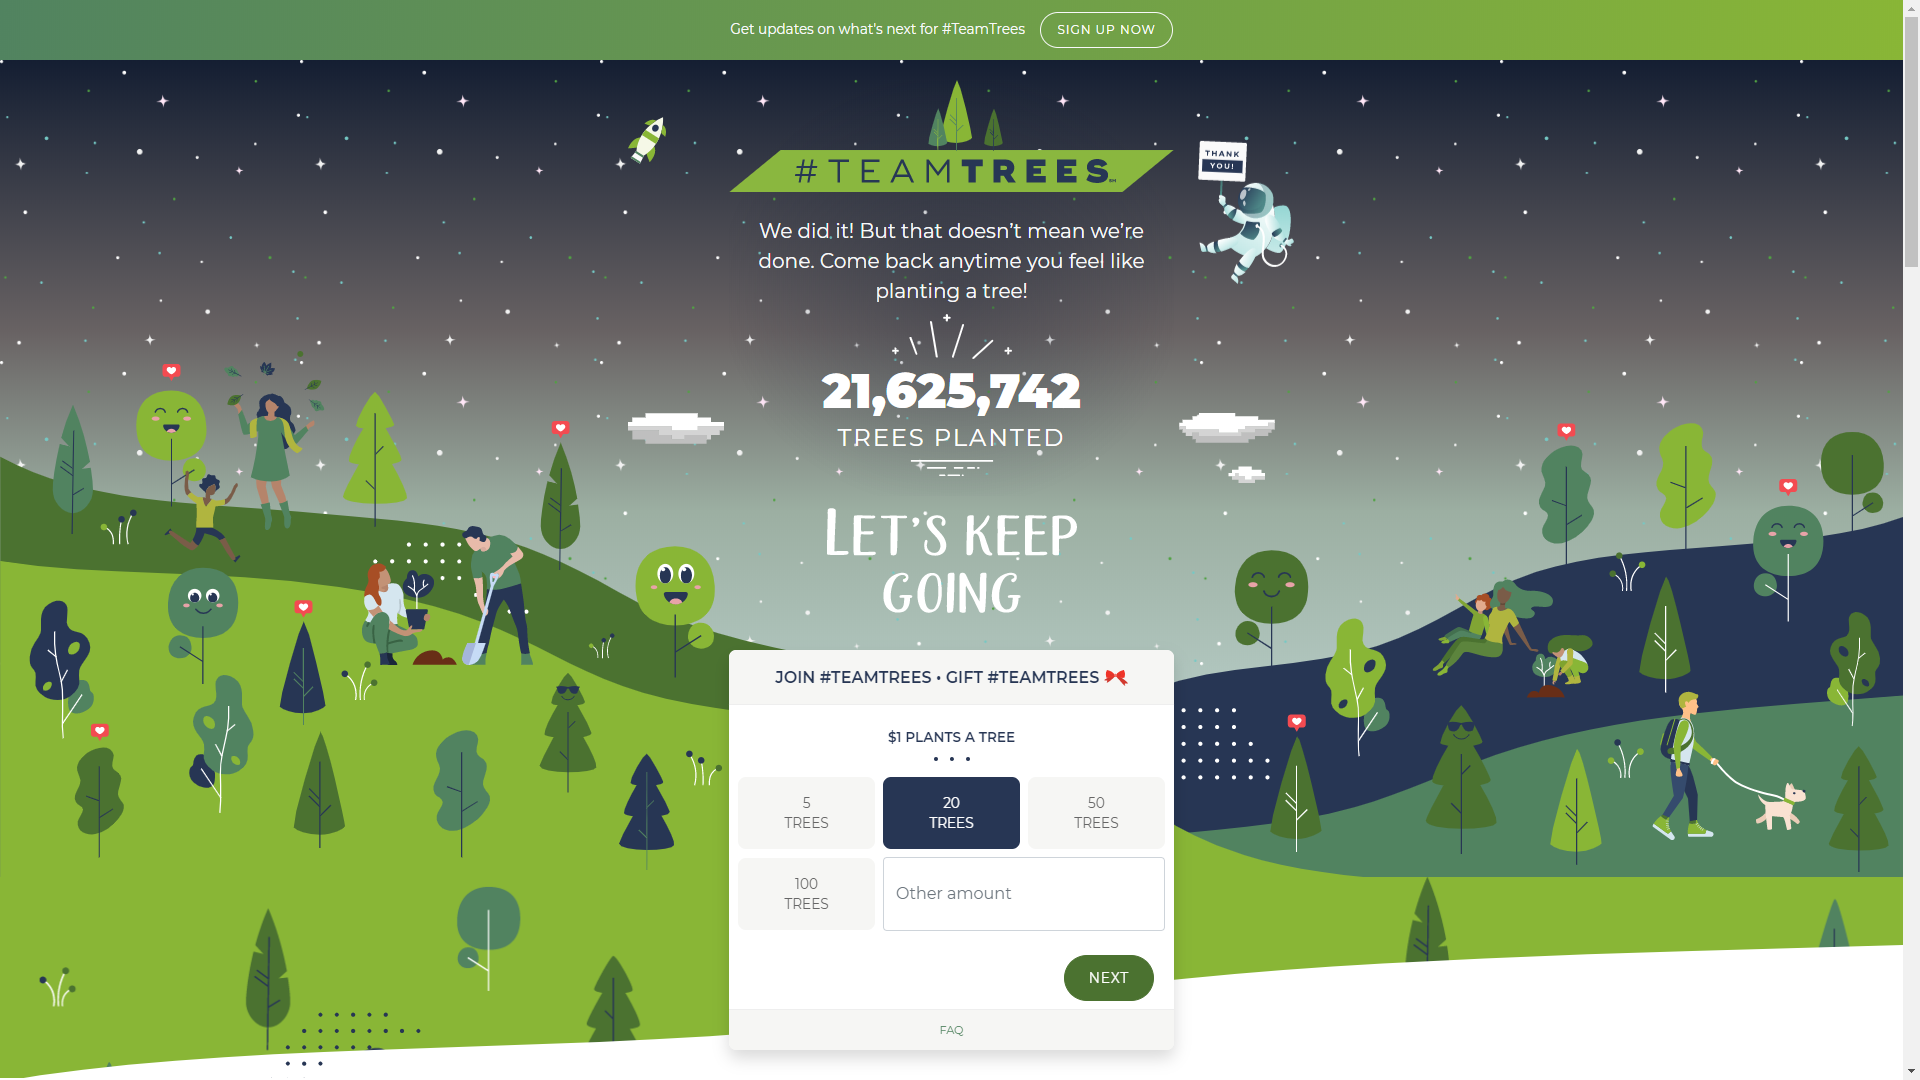 Get updates on what's next for #TeamTrees
SIGN UP NOW
#TEAMTREES
THANK
YOU!
We did it! But that doesn’t mean we’re
done. Come back anytime you feel like
planting a tree!
21,625,742
TREES PLANTED
LET’S KEEP
GOING
JOIN #TEAMTREES • GIFT #TEAMTREES
$1 PLANTS A TREE
5
TREES
20
TREES
50
TREES
100
TREES
Other amount
NEXT
FAQ